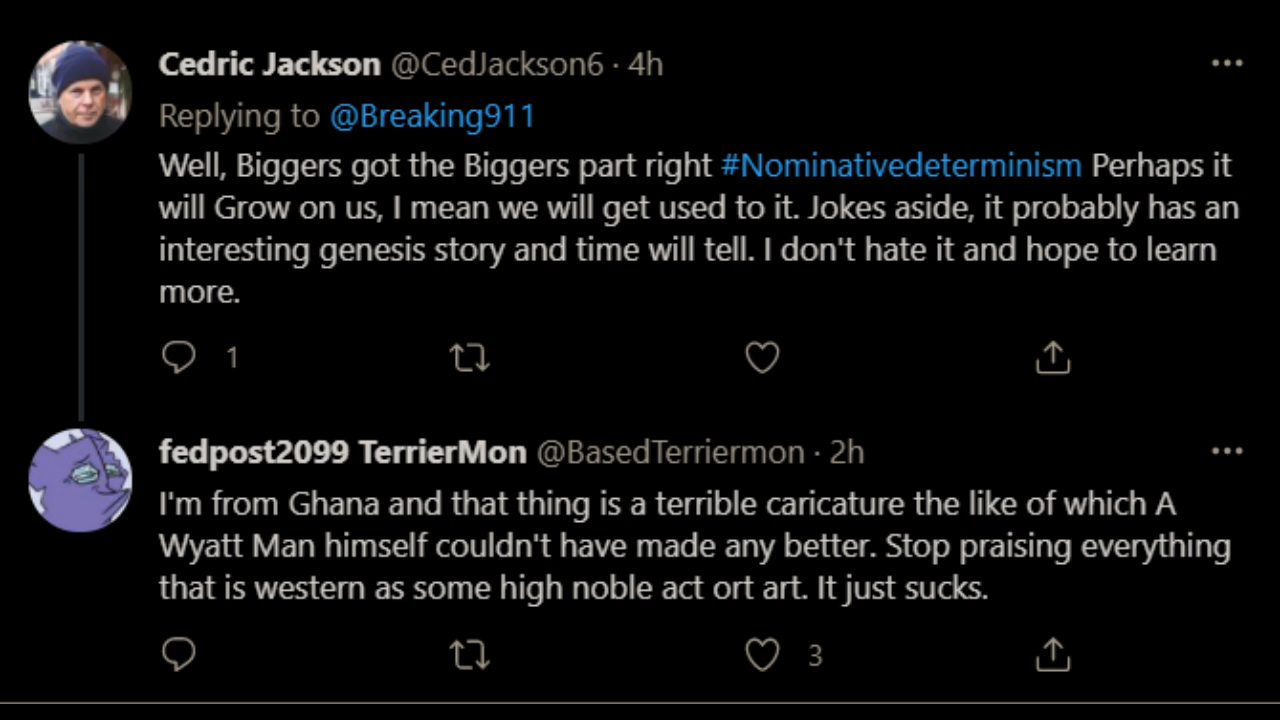 Cedric Jackson @CedJackson6 · 4h
Replying to @Breaking911
Well, Biggers got the Biggers part right #Nominativedeterminism Perhaps it
will Grow on us, I mean we will get used to it. Jokes aside, it probably has an
interesting genesis story and time will tell. I don't hate it and hope to learn
more.
1
fedpost2099 TerrierMon @BasedTerriermon · 2h
I'm from Ghana and that thing is a terrible caricature the like of which A
Wyatt Man himself couldn't have made any better. Stop praising everything
that is western as some high noble act ort art. It just sucks.
3